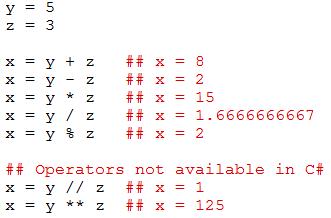 y = 5
z = 3
x = y + z ## x = 8
x = y - z ## x = 2
x = y * z ## x = 15
x = y / z ## x = 1.6666666667
x = y % z ## x = 2
## Operators not available in C#
x = y // z ## x = 1
x = y ** z ## x = 125